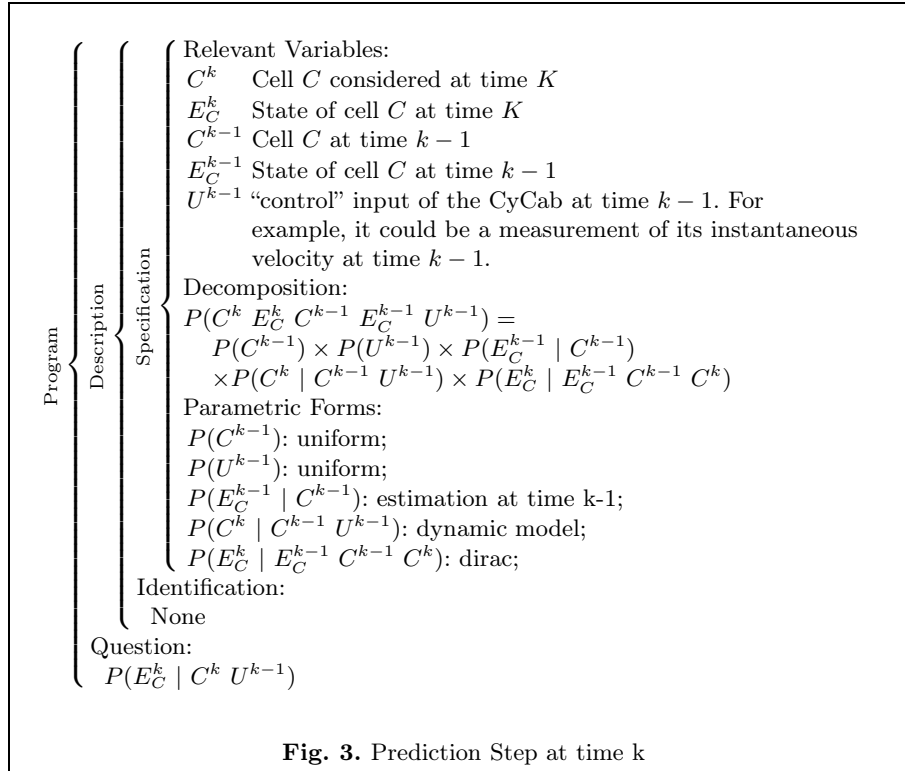 Program
Description
Specification
Relevant Variables:
C^k Cell C considered at time K
E_C^k State of cell C at time K
C^{k-1} Cell C at time k − 1
E_C^{k-1} State of cell C at time k − 1
U^{k-1} “control” input of the CyCab at time k − 1. For
example, it could be a measurement of its instantaneous
velocity at time k − 1.
Decomposition:
P(C^k E_C^k C^{k-1} E_C^{k-1} U^{k-1}) =
P(C^{k-1}) × P(U^{k-1}) × P(E_C^{k-1} | C^{k-1})
×P(C^k | C^{k-1} U^{k-1}) × P(E_C^k | E_C^{k-1} C^{k-1} C^k)
Parametric Forms:
P(C^{k-1}): uniform;
P(U^{k-1}): uniform;
P(E_C^{k-1} | C^{k-1}): estimation at time k-1;
P(C^k | C^{k-1} U^{k-1}): dynamic model;
P(E_C^k | E_C^{k-1} C^{k-1} C^k): dirac;
Identification:
None
Question:
P(E_C^k | C^k U^{k-1})
Fig. 3. Prediction Step at time k